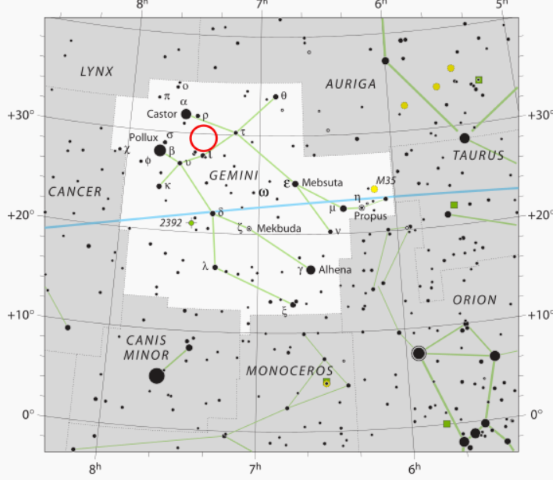 8ʰ 7ʰ 6ʰ 5ʰ
LYNX
AURIGA
+30°
ο
π
θ
α
Castor
ρ
τ
σ
Pollux
β
χ
φ
ι
υ
κ
GEMINI
ω
ε Mebsuta
M35
η
μ
Propus
TAURUS
CANCER
+20°
+20°
2392
δ
ζ Mekbuda
ν
λ
γ Alhena
ξ
ORION
+10°
+10°
CANIS
MINOR
MONOCEROS
0°
0°
8ʰ 7ʰ 6ʰ